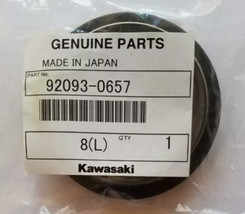 GENUINE PARTS
MADE IN JAPAN
PART No.
92093-0657
8(L) QTY 1
Kawasaki